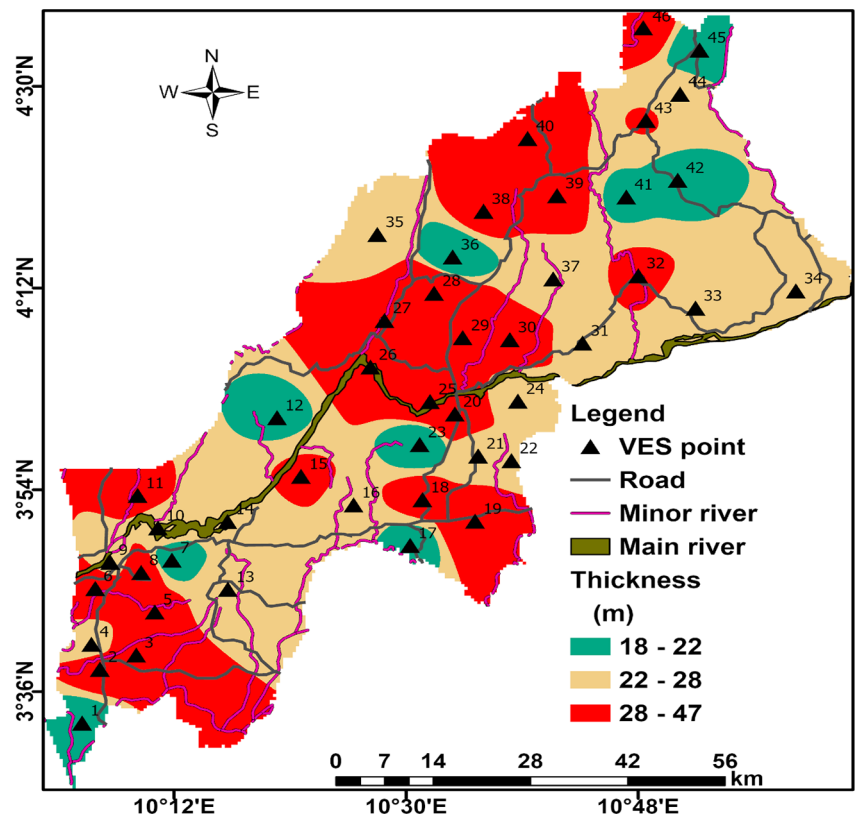 46
45
N
4°30'N
44
W E
43
S
40
42
41
39
38
35
36
37
32
28
34
4°12'N
27
33
29
30
31
26
25
24
20
12
Legend
23
21
22
VES point
15
Road
11
18
3°54'N
16
19
Minor river
10
14
Main river
17
9
7
8
Thickness
6
13
(m)
5
4
18 - 22
3
2
22 - 28
3°36'N
1
28 - 47
0 7 14 28 42 56
km
10°12'E 10°30'E 10°48'E